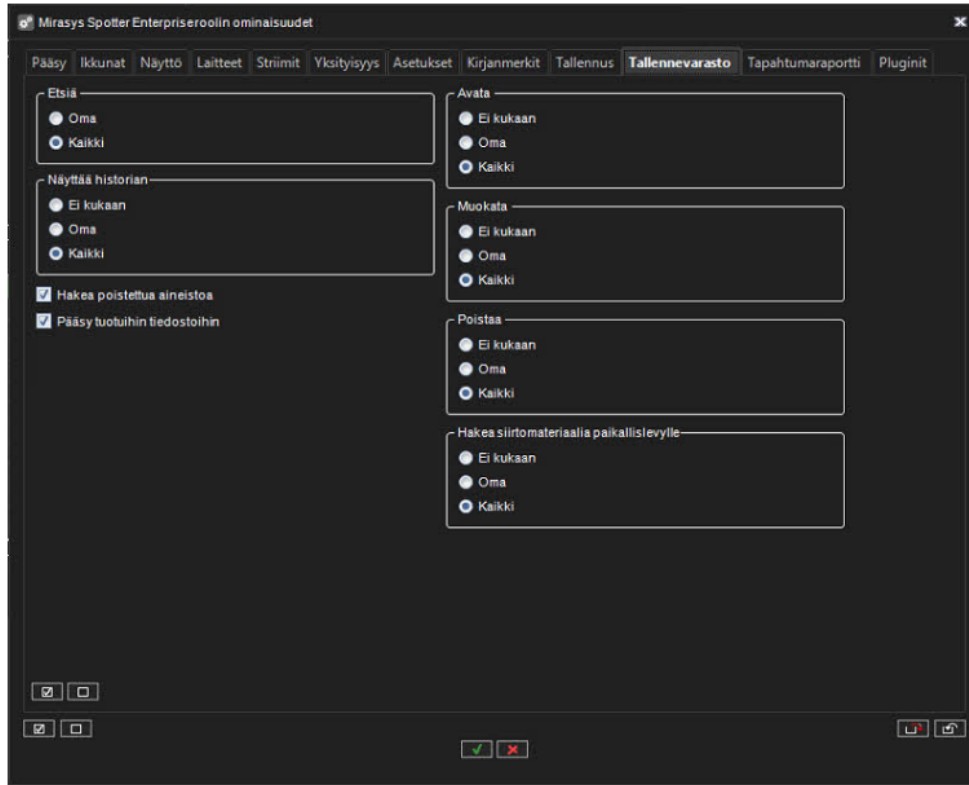 Mirasys Spotter Enterprise roolin ominaisuudet
Pääsy Ikkunat Näyttö Laitteet Striimit Yksityisyys Asetukset Kirjanmerkit Tallennus Tallennevarasto Tapahtumaraportti Pluginit
Etsiä
Oma
Kaikki
Näyttää historian
Ei kukaan
Oma
Kaikki
Hakea poistettua aineistoa
Pääsy tuotuihin tiedostoihin
Avata
Ei kukaan
Oma
Kaikki
Muokata
Ei kukaan
Oma
Kaikki
Poistaa
Ei kukaan
Oma
Kaikki
Hakea siirtomateriaalia paikallislevylle
Ei kukaan
Oma
Kaikki